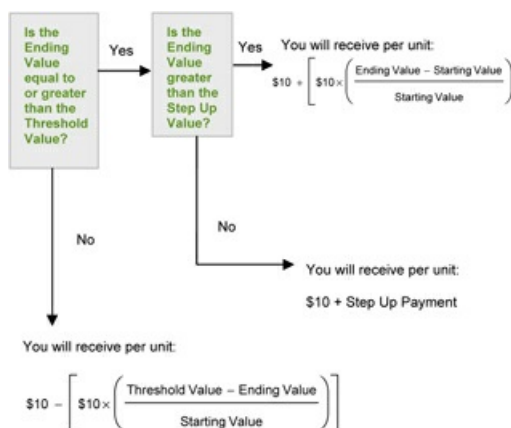 Is the
Ending
Value
equal to
or greater
than the
Threshold
Value?
Yes
Is the
Ending
Value
greater
than the
Step Up
Value?
Yes
You will receive per unit:
$10 + [ $10 × ( Ending Value – Starting Value
Starting Value )
No
No
You will receive per unit:
$10 + Step Up Payment
You will receive per unit:
$10 – [ $10 × ( Threshold Value – Ending Value
Starting Value ) ]